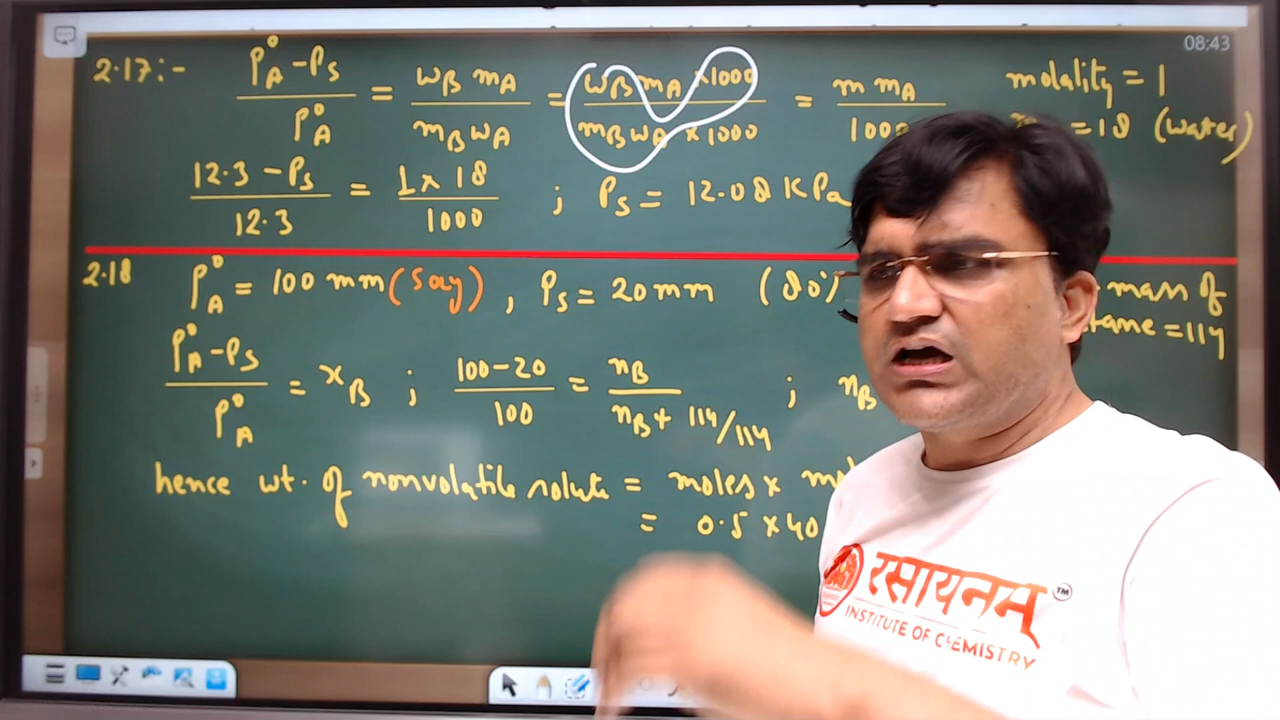 08:43
2.17:- (P°A - Ps)/P°A = (wB mA)/(mB wA) = (wB mA × 1000)/(mB wA × 1000) = (m mA)/1000 molality = 1
= 18 (water)
(12.3 - Ps)/12.3 = (1 × 18)/1000 ; Ps = 12.08 KPa
2.18 P°A = 100 mm (say), Ps = 20 mm (80% mass of
= 114
(P°A - Ps)/P°A = xB ; (100-20)/100 = nB/(nB + 114/114) ; nB
hence wt. of nonvolatile solute = moles ×
= 0.5 × 40
रसायनम् TM
INSTITUTE OF CHEMISTRY